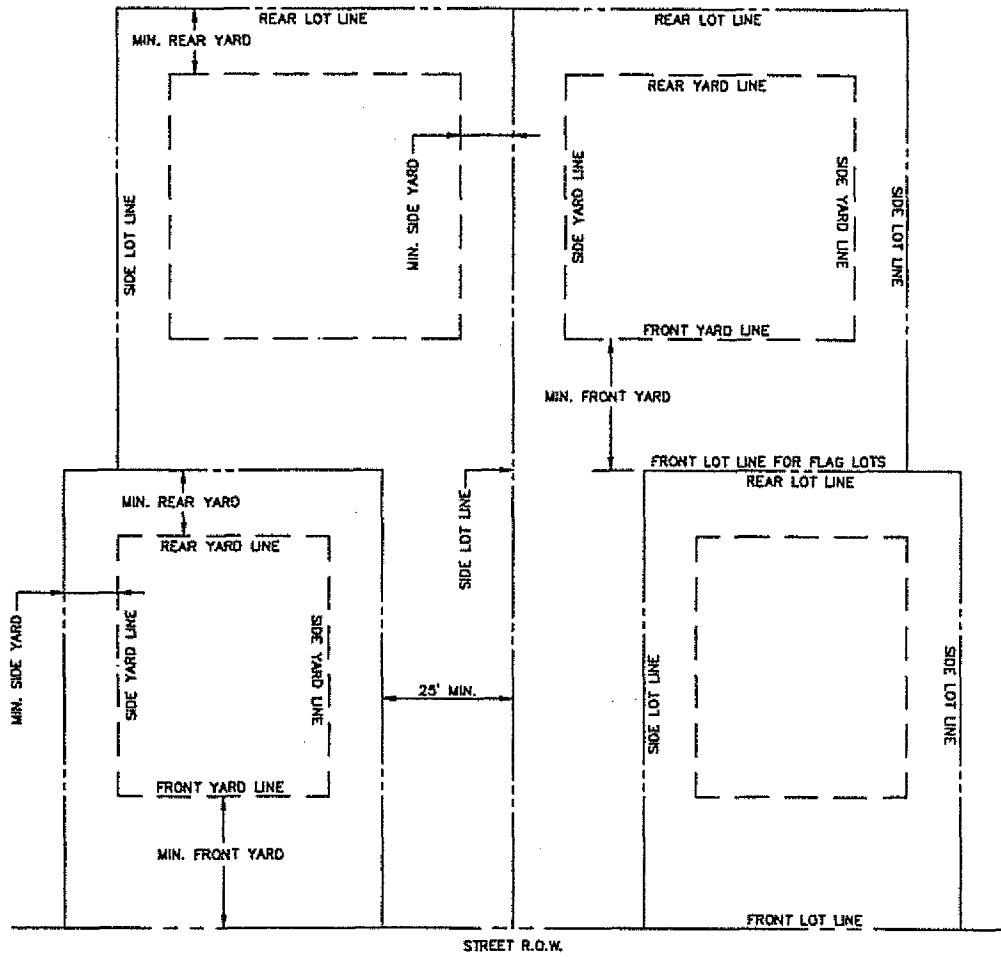 REAR LOT LINE
REAR LOT LINE
MIN. REAR YARD
REAR YARD LINE
SIDE LOT LINE
MIN. SIDE YARD
SIDE YARD LINE
SIDE YARD LINE
SIDE LOT LINE
FRONT YARD LINE
MIN. FRONT YARD
FRONT LOT LINE FOR FLAG LOTS
REAR LOT LINE
MIN. REAR YARD
REAR YARD LINE
SIDE LOT LINE
MIN. SIDE YARD
SIDE YARD LINE
SIDE YARD LINE
25' MIN.
SIDE LOT LINE
SIDE LOT LINE
FRONT YARD LINE
MIN. FRONT YARD
FRONT LOT LINE
STREET R.O.W.